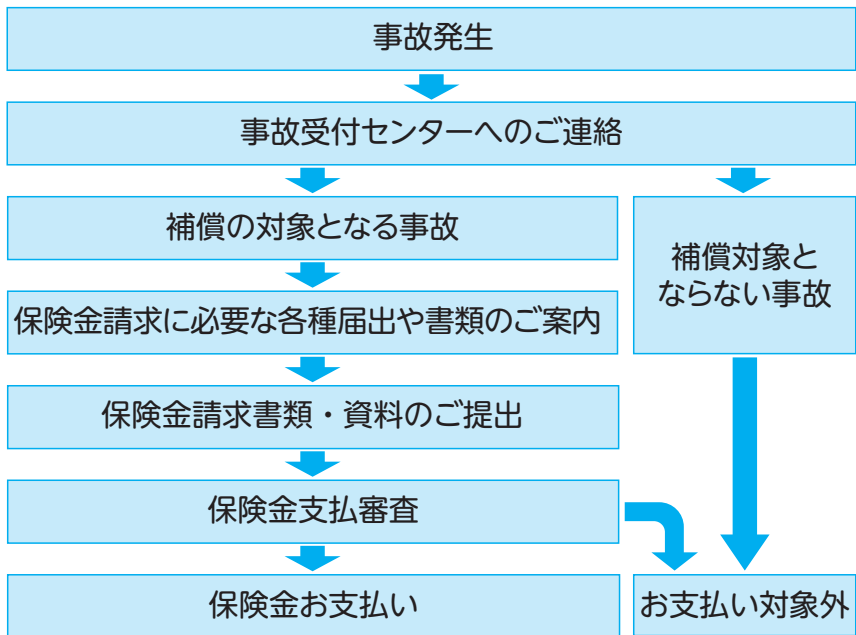 事故発生
事故受付センターへのご連絡
補償の対象となる事故
補償対象と
ならない事故
保険金請求に必要な各種届出や書類のご案内
保険金請求書類・資料のご提出
保険金支払審査
保険金お支払い
お支払い対象外